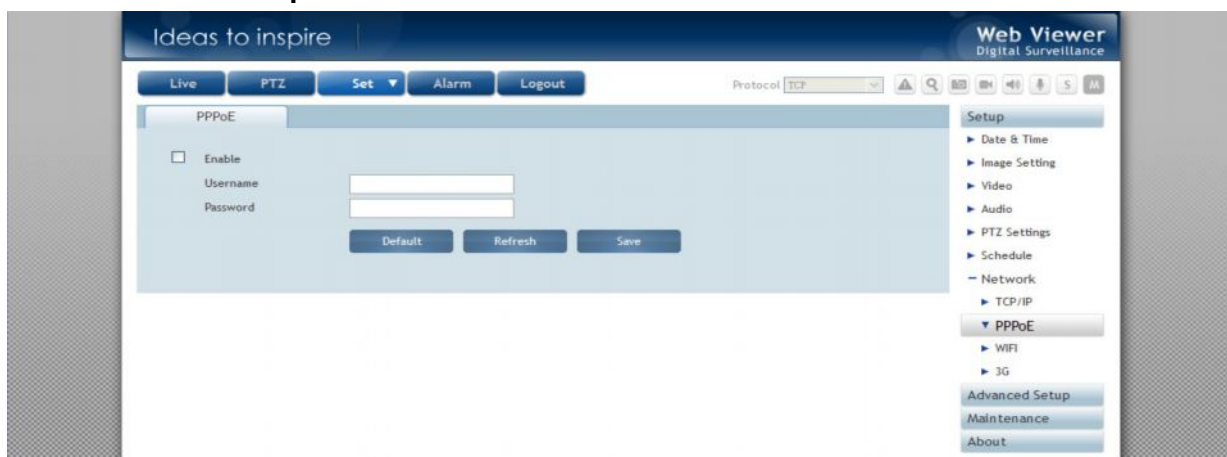 Ideas to inspire
Web Viewer
Digital Surveillance
Live PTZ Set Alarm Logout
Protocol TCP
S M
PPPoE
Enable
Username
Password
Default Refresh Save
Setup
Date & Time
Image Setting
Video
Audio
PTZ Settings
Schedule
Network
TCP/IP
PPPoE
WIFI
3G
Advanced Setup
Maintenance
About